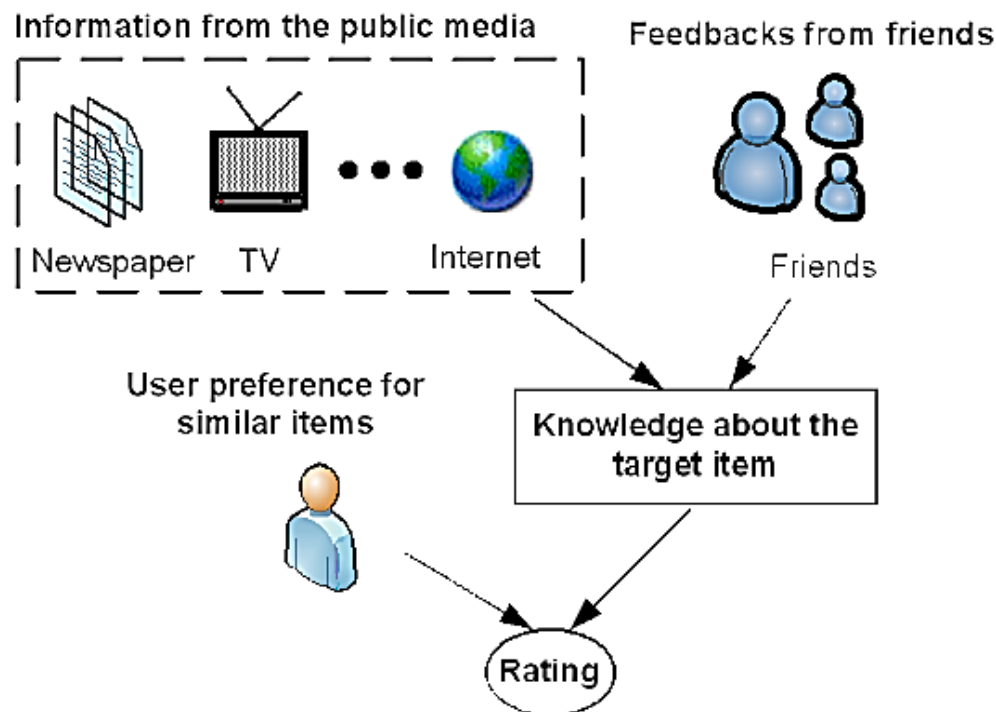 Information from the public media
Feedbacks from friends
Newspaper
TV
Internet
Friends
User preference for
similar items
Knowledge about the
target item
Rating